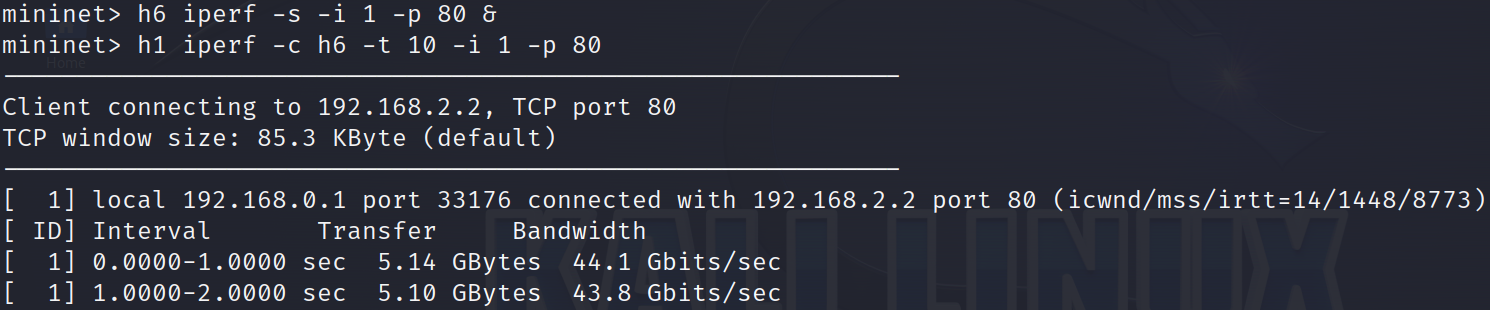 mininet> h6 iperf -s -i 1 -p 80 &
mininet> h1 iperf -c h6 -t 10 -i 1 -p 80
Home
------------------------------------------------------------
Client connecting to 192.168.2.2, TCP port 80
TCP window size: 85.3 KByte (default)
------------------------------------------------------------
[  1] local 192.168.0.1 port 33176 connected with 192.168.2.2 port 80 (icwnd/mss/irtt=14/1448/8773)
[ ID] Interval       Transfer     Bandwidth
[  1] 0.0000-1.0000 sec  5.14 GBytes  44.1 Gbits/sec
[  1] 1.0000-2.0000 sec  5.10 GBytes  43.8 Gbits/sec
KALI LINUX